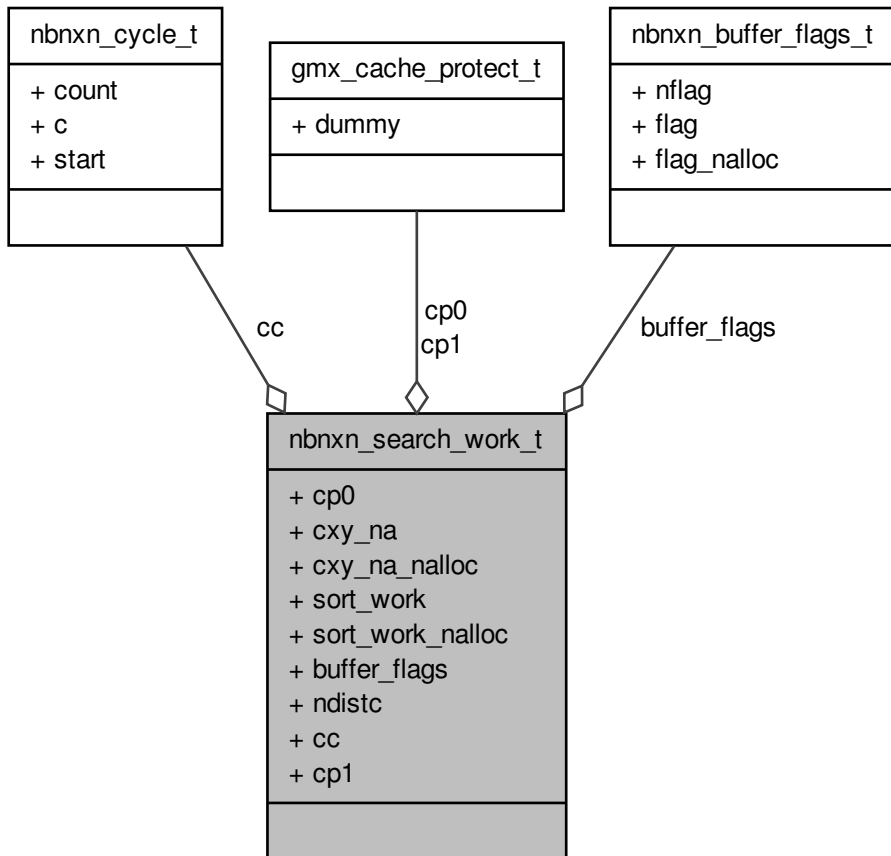 nbnxn_cycle_t
+ count
+ c
+ start
gmx_cache_protect_t
+ dummy
nbnxn_buffer_flags_t
+ nflag
+ flag
+ flag_nalloc
cc
cp0
cp1
buffer_flags
nbnxn_search_work_t
+ cp0
+ cxy_na
+ cxy_na_nalloc
+ sort_work
+ sort_work_nalloc
+ buffer_flags
+ ndistc
+ cc
+ cp1